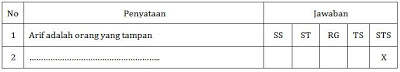 No Penyataan Jawaban
1 Arif adalah orang yang tampan SS ST RG TS STS
2 ................................................... X